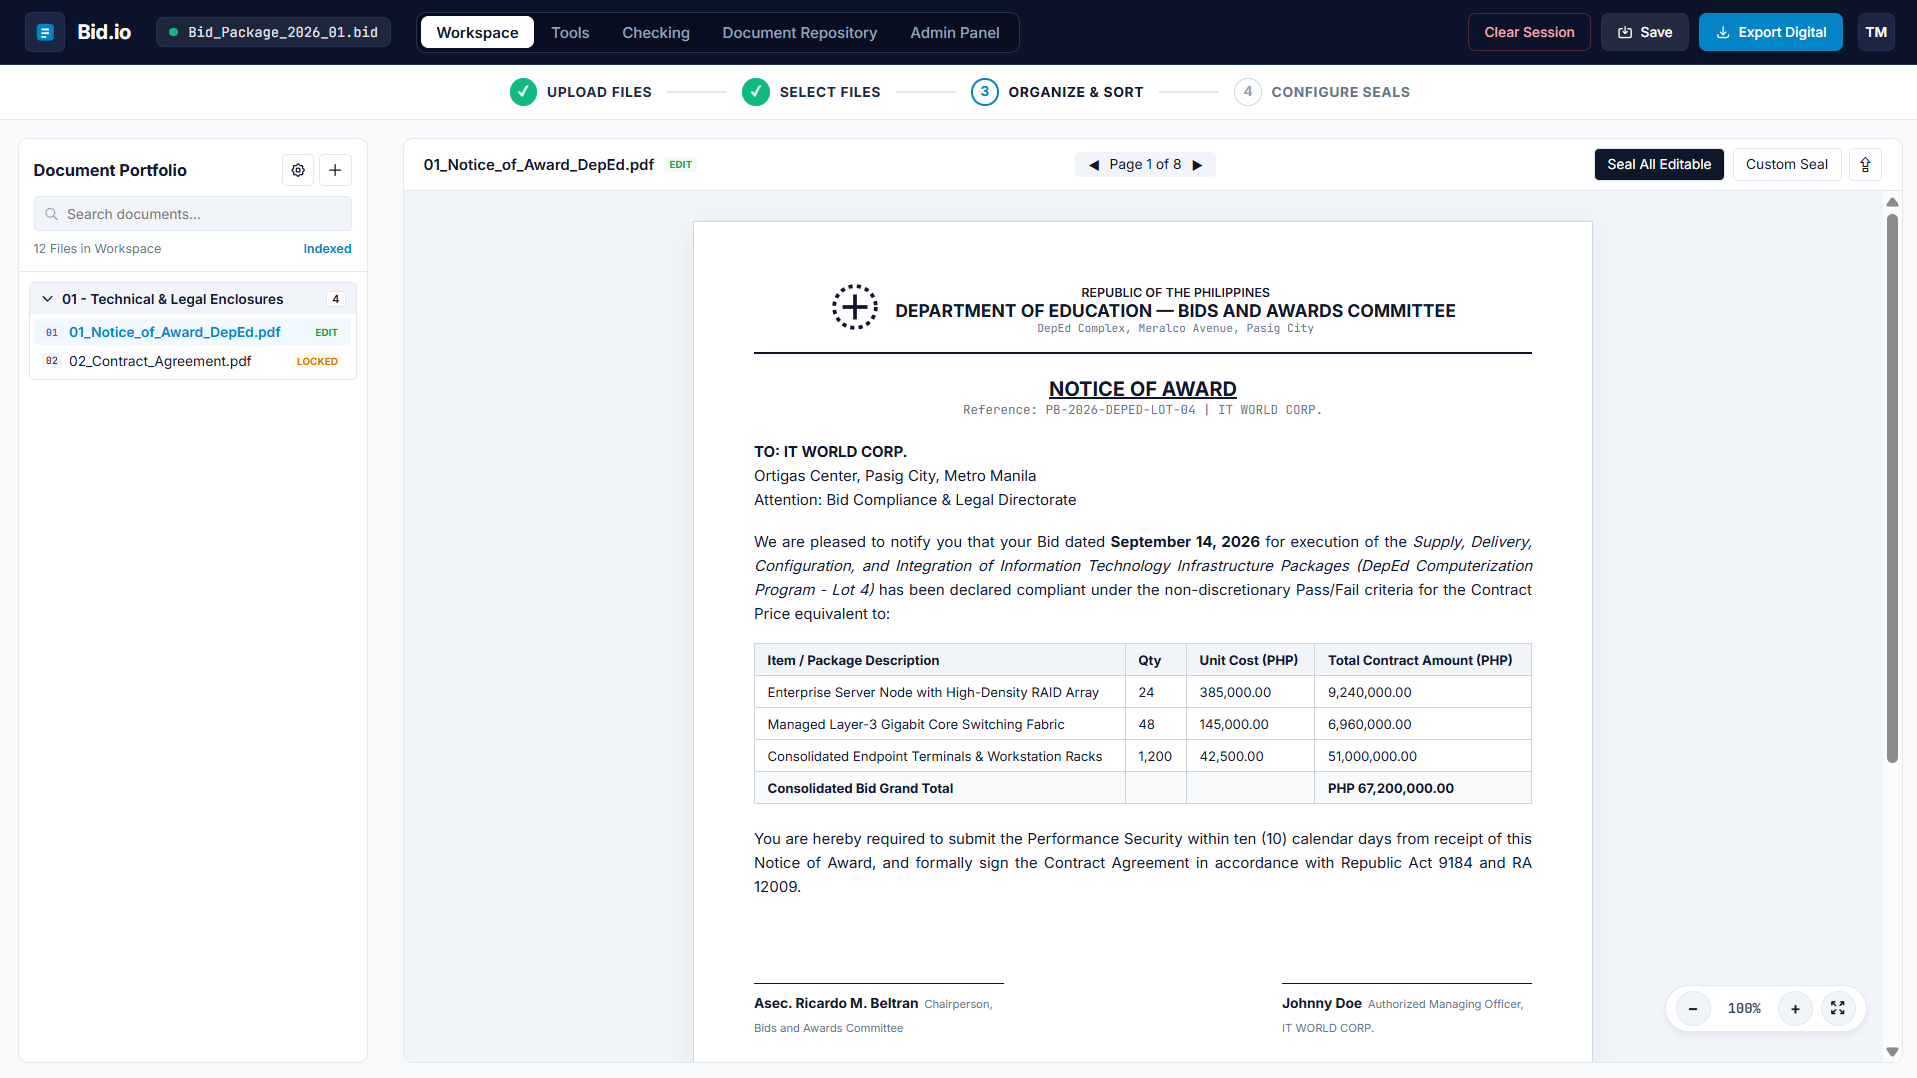 Bid.io
Bid_Package_2026_01.bid
Workspace
Tools
Checking
Document Repository
Admin Panel
Clear Session
Save
Export Digital
TM
UPLOAD FILES
SELECT FILES
3 ORGANIZE & SORT
4 CONFIGURE SEALS
Document Portfolio
Search documents...
12 Files in Workspace
Indexed
01 - Technical & Legal Enclosures 4
01 01_Notice_of_Award_DepEd.pdf EDIT
02 02_Contract_Agreement.pdf LOCKED
01_Notice_of_Award_DepEd.pdf EDIT
Page 1 of 8
Seal All Editable
Custom Seal
REPUBLIC OF THE PHILIPPINES
DEPARTMENT OF EDUCATION — BIDS AND AWARDS COMMITTEE
DepEd Complex, Meralco Avenue, Pasig City
NOTICE OF AWARD
Reference: PB-2026-DEPED-LOT-04 | IT WORLD CORP.
TO: IT WORLD CORP.
Ortigas Center, Pasig City, Metro Manila
Attention: Bid Compliance & Legal Directorate
We are pleased to notify you that your Bid dated September 14, 2026 for execution of the Supply, Delivery,
Configuration, and Integration of Information Technology Infrastructure Packages (DepEd Computerization
Program - Lot 4) has been declared compliant under the non-discretionary Pass/Fail criteria for the Contract
Price equivalent to:
Item / Package Description Qty Unit Cost (PHP) Total Contract Amount (PHP)
Enterprise Server Node with High-Density RAID Array 24 385,000.00 9,240,000.00
Managed Layer-3 Gigabit Core Switching Fabric 48 145,000.00 6,960,000.00
Consolidated Endpoint Terminals & Workstation Racks 1,200 42,500.00 51,000,000.00
Consolidated Bid Grand Total PHP 67,200,000.00
You are hereby required to submit the Performance Security within ten (10) calendar days from receipt of this
Notice of Award, and formally sign the Contract Agreement in accordance with Republic Act 9184 and RA
12009.
Asec. Ricardo M. Beltran Chairperson,
Bids and Awards Committee
Johnny Doe Authorized Managing Officer,
IT WORLD CORP.
100%